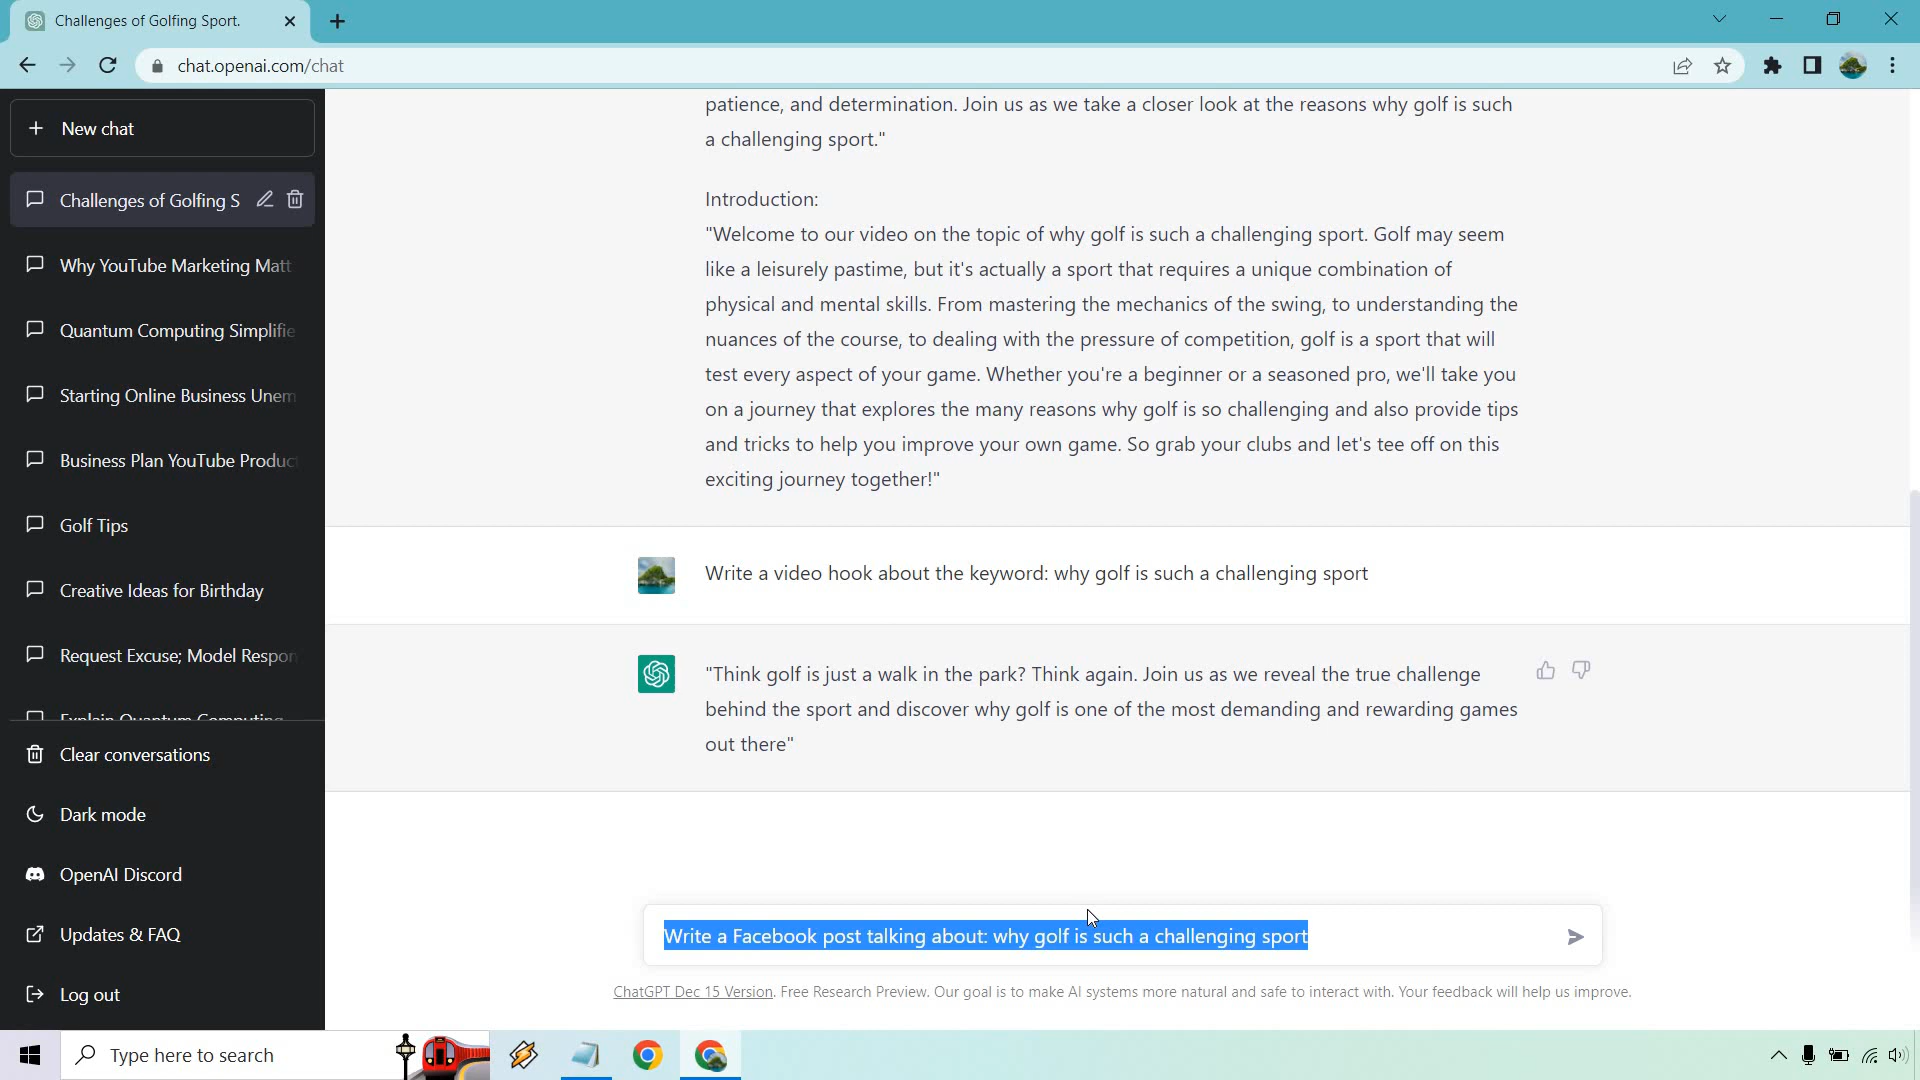 Challenges of Golfing Sport.
chat.openai.com/chat
New chat
Challenges of Golfing S
Why YouTube Marketing Matt
Quantum Computing Simplifie
Starting Online Business Unem
Business Plan YouTube Produc
Golf Tips
Creative Ideas for Birthday
Request Excuse; Model Respon
Explain Quantum Computing
Clear conversations
Dark mode
OpenAI Discord
Updates & FAQ
Log out
patience, and determination. Join us as we take a closer look at the reasons why golf is such
a challenging sport."
Introduction:
"Welcome to our video on the topic of why golf is such a challenging sport. Golf may seem
like a leisurely pastime, but it's actually a sport that requires a unique combination of
physical and mental skills. From mastering the mechanics of the swing, to understanding the
nuances of the course, to dealing with the pressure of competition, golf is a sport that will
test every aspect of your game. Whether you're a beginner or a seasoned pro, we'll take you
on a journey that explores the many reasons why golf is so challenging and also provide tips
and tricks to help you improve your own game. So grab your clubs and let's tee off on this
exciting journey together!"
Write a video hook about the keyword: why golf is such a challenging sport
"Think golf is just a walk in the park? Think again. Join us as we reveal the true challenge
behind the sport and discover why golf is one of the most demanding and rewarding games
out there"
Write a Facebook post talking about: why golf is such a challenging sport
ChatGPT Dec 15 Version. Free Research Preview. Our goal is to make AI systems more natural and safe to interact with. Your feedback will help us improve.
Type here to search